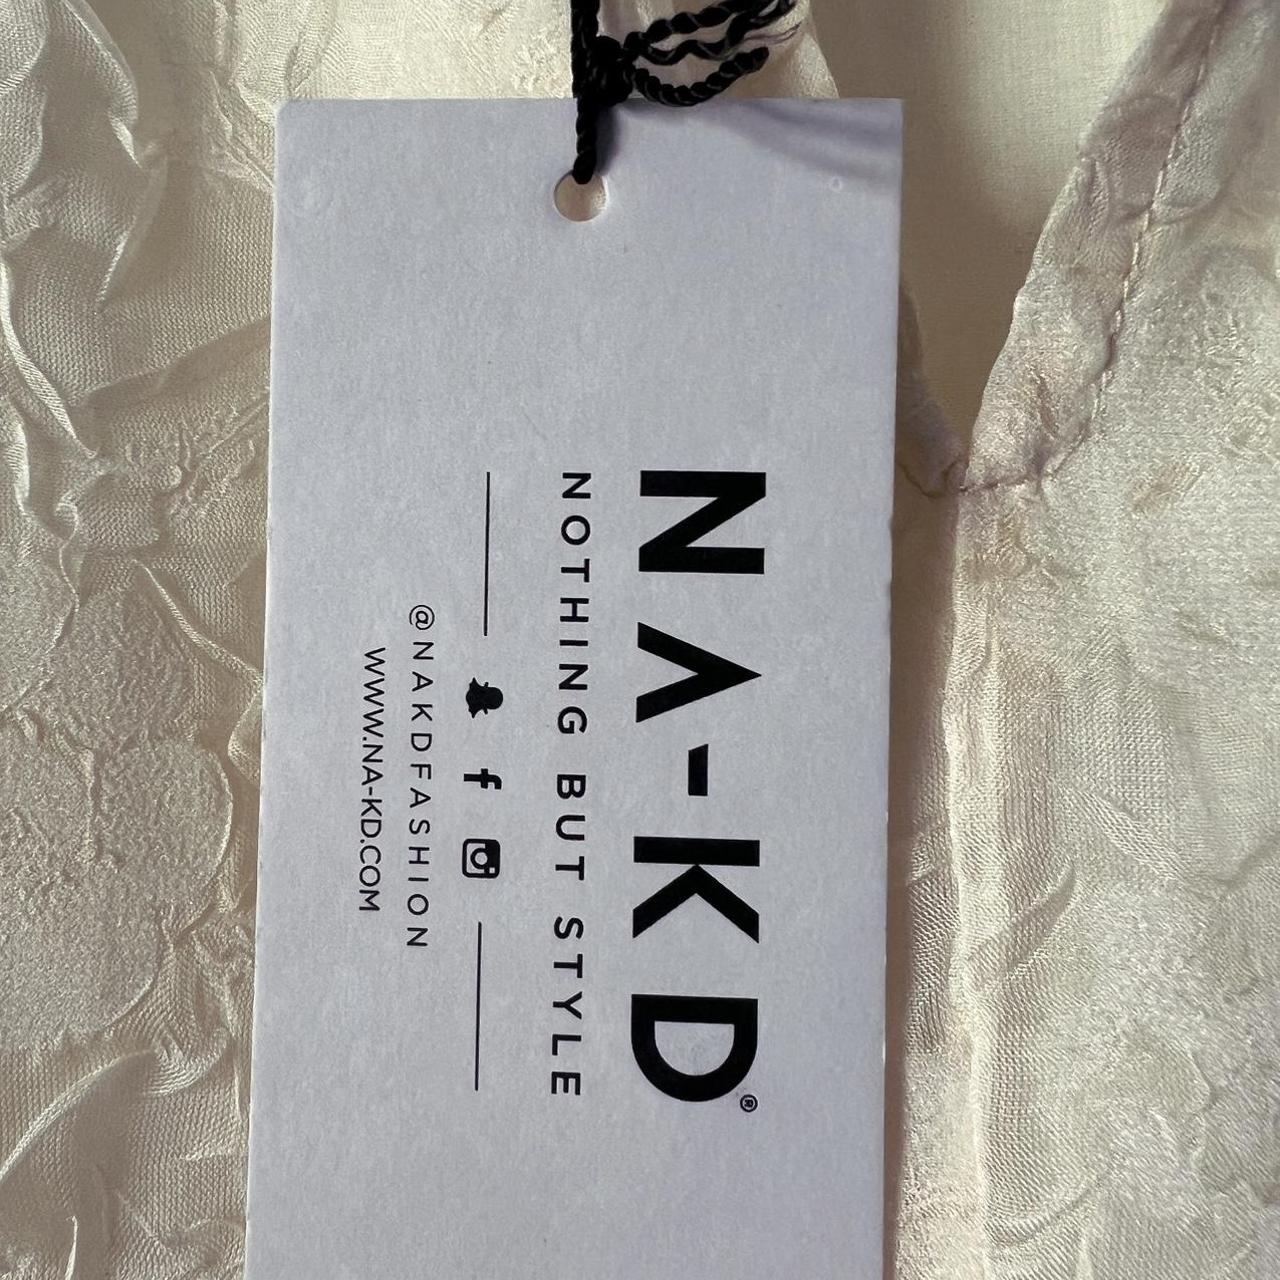 NA-KD®
NOTHING BUT STYLE
@NAKDFASHION
WWW.NA-KD.COM